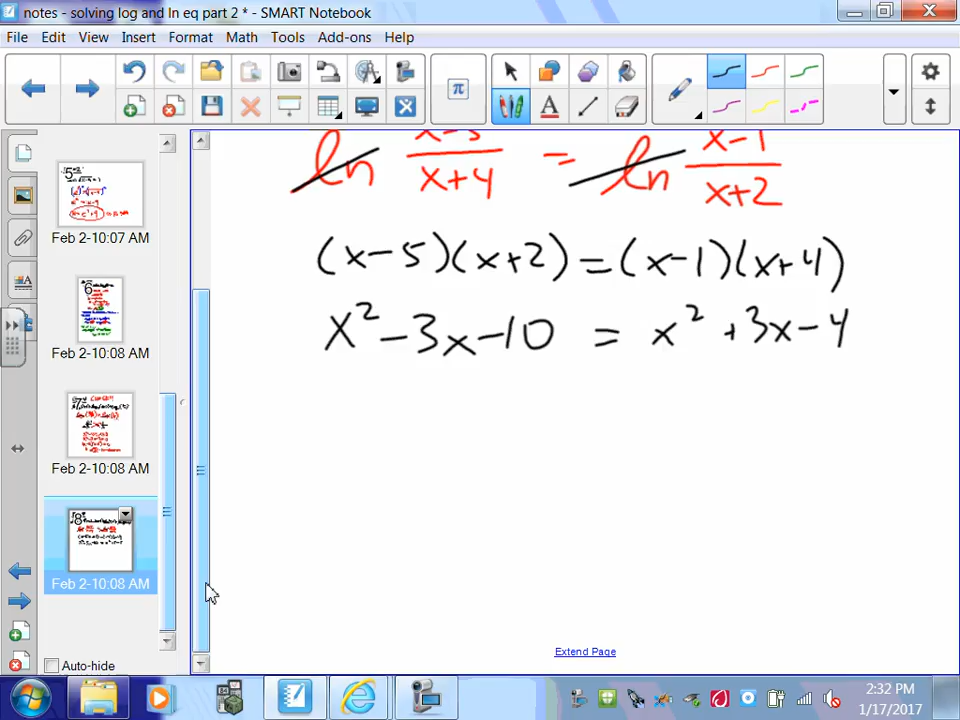 notes - solving log and ln eq part 2 * - SMART Notebook
File Edit View Insert Format Math Tools Add-ons Help
π
ln x-5/x+4 = ln x-1/x+2
(x-5)(x+2)=(x-1)(x+4)
x²-3x-10 = x²+3x-4
Extend Page
Feb 2-10:07 AM
Feb 2-10:08 AM
Feb 2-10:08 AM
Feb 2-10:08 AM
Auto-hide
2:32 PM
1/17/2017